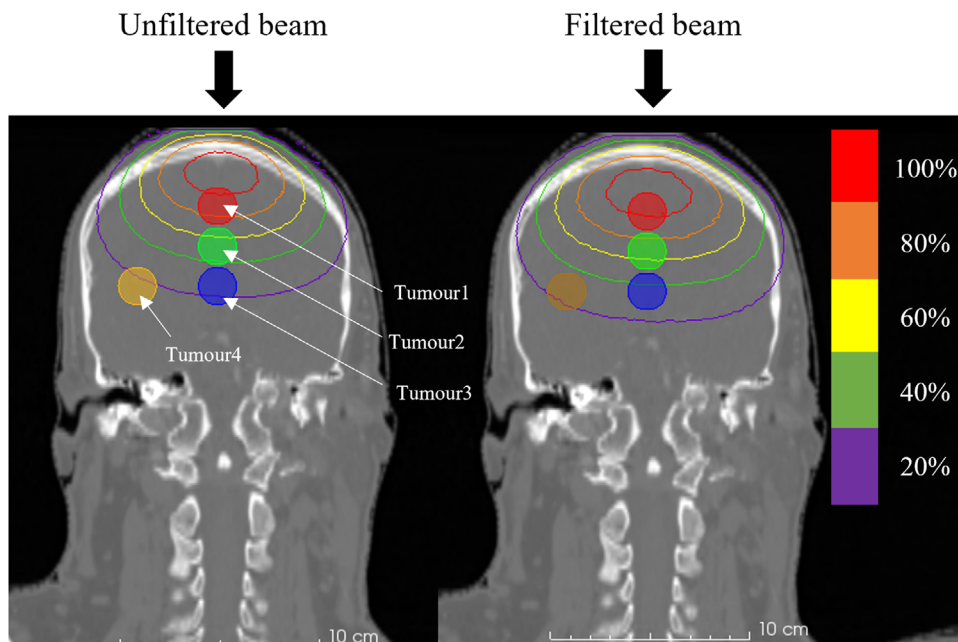 Unfiltered beam
Filtered beam
100%
80%
60%
40%
20%
Tumour1
Tumour2
Tumour3
Tumour4
10 cm
10 cm